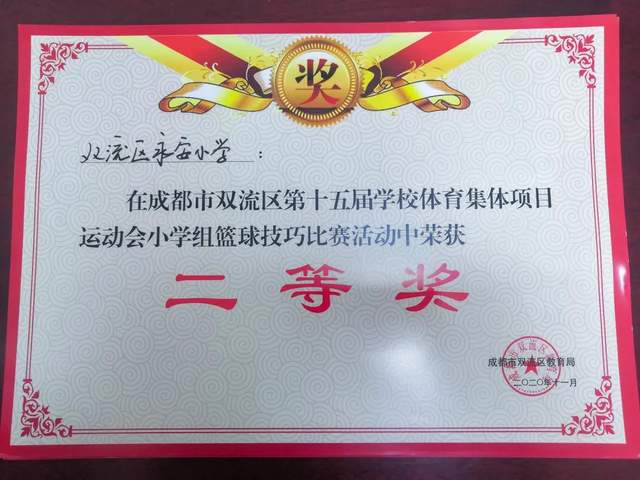 奖
双流区永安小学：
在成都市双流区第十五届学校体育集体项目
运动会小学组篮球技巧比赛活动中荣获
二等奖
成都市双流区教育局
二〇二〇年十一月